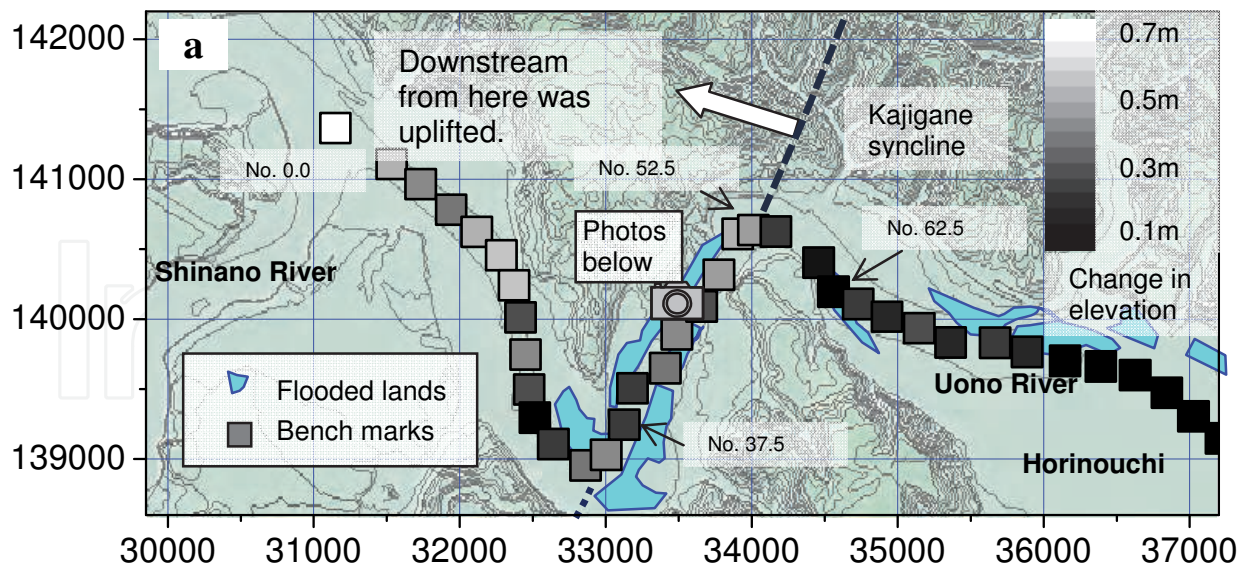 142000
141000
140000
139000
a
Downstream
from here was
uplifted.
No. 0.0
No. 52.5
Kajigane
syncline
Photos
below
No. 62.5
Shinano River
0.7m
0.5m
0.3m
0.1m
Change in
elevation
Flooded lands
Bench marks
No. 37.5
Uono River
Horinouchi
30000 31000 32000 33000 34000 35000 36000 37000